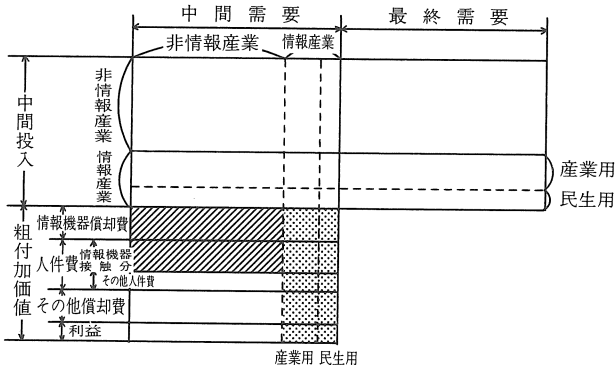 中間需要
最終需要
非情報産業
情報産業
中間投入
非情報産業
情報産業
産業用
民生用
粗付加価値
情報機器償却費
人件費
情報機器
接触分
その他人件費
その他償却費
利益
産業用
民生用